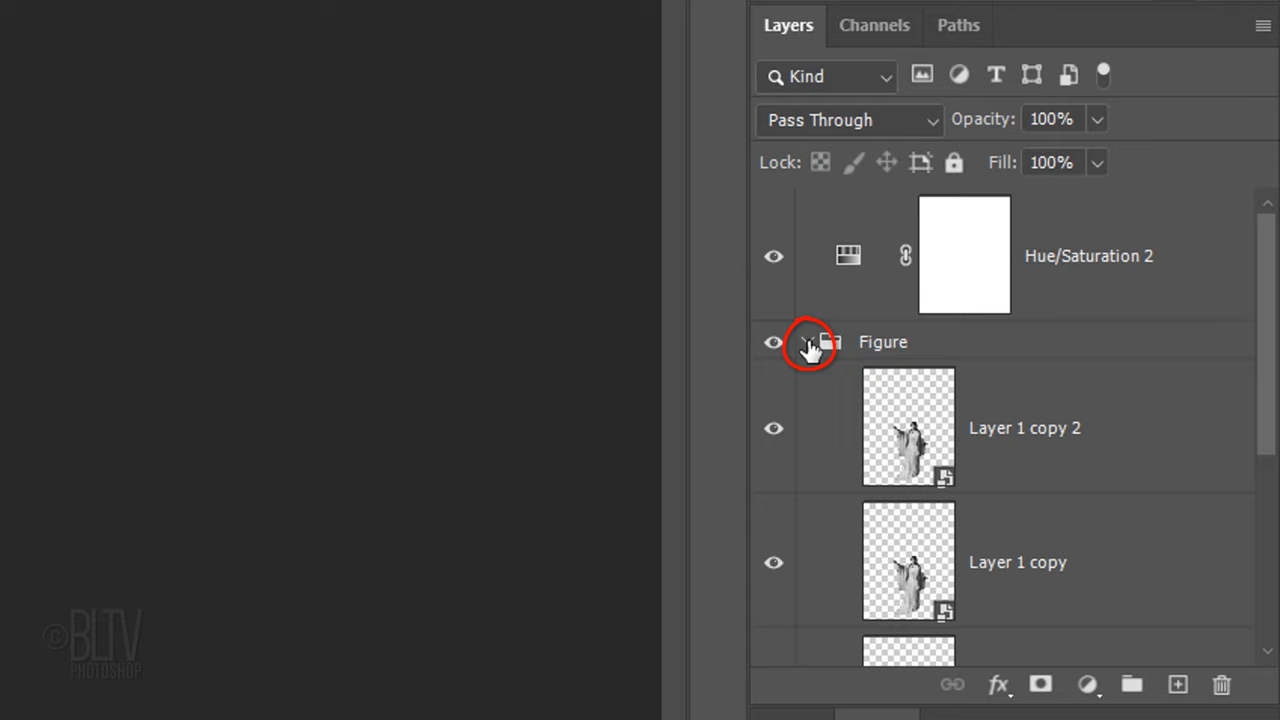 Layers Channels Paths
Kind
Pass Through Opacity: 100%
Lock: Fill: 100%
Hue/Saturation 2
Figure
Layer 1 copy 2
Layer 1 copy
©BLTV
PHOTOSHOP
fx